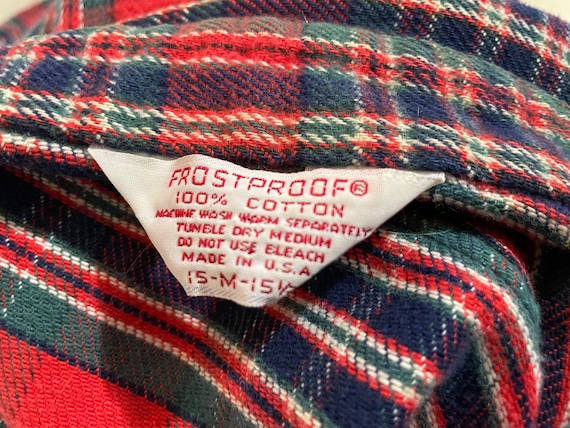 FROSTPROOF®
100% COTTON
MACHINE WASH WARM SEPARATELY
TUMBLE DRY MEDIUM
DO NOT USE BLEACH
MADE IN U.S.A
15-M-15½